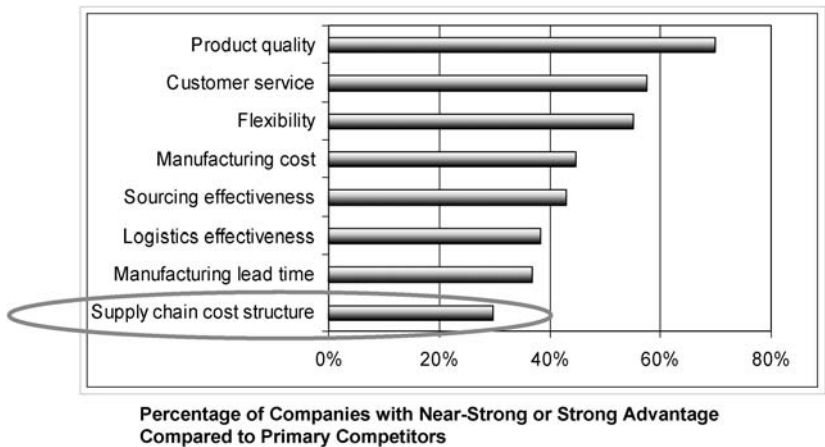 Product quality
Customer service
Flexibility
Manufacturing cost
Sourcing effectiveness
Logistics effectiveness
Manufacturing lead time
Supply chain cost structure
0% 20% 40% 60% 80%
Percentage of Companies with Near-Strong or Strong Advantage
Compared to Primary Competitors